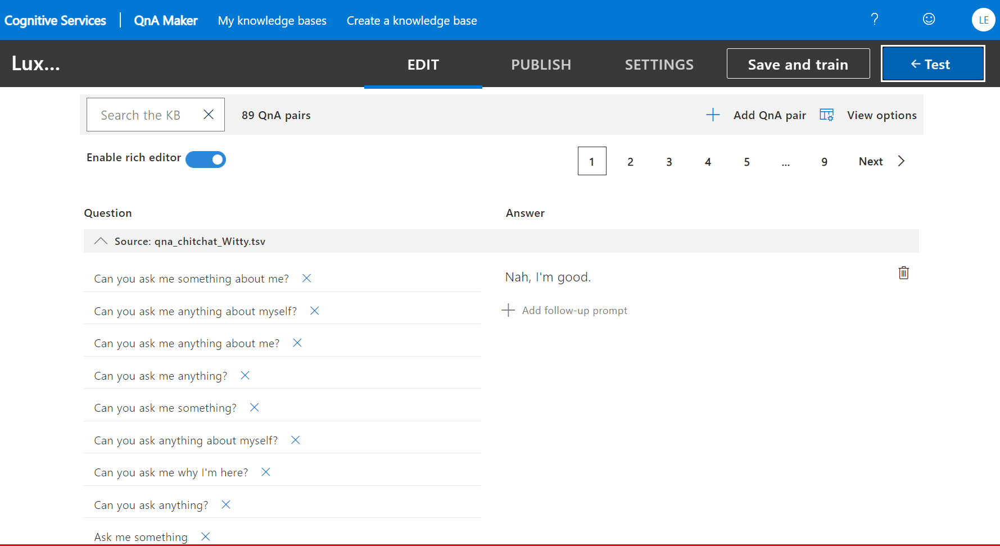 Cognitive Services | QnA Maker My knowledge bases Create a knowledge base ? LE
Lux... EDIT PUBLISH SETTINGS Save and train ← Test
Search the KB 89 QnA pairs Add QnA pair View options
Enable rich editor 1 2 3 4 5 ... 9 Next
Question Answer
Source: qna_chitchat_Witty.tsv
Can you ask me something about me? Nah, I'm good.
Can you ask me anything about myself? Add follow-up prompt
Can you ask me anything about me?
Can you ask me anything?
Can you ask me something?
Can you ask anything about myself?
Can you ask me why I'm here?
Can you ask anything?
Ask me something